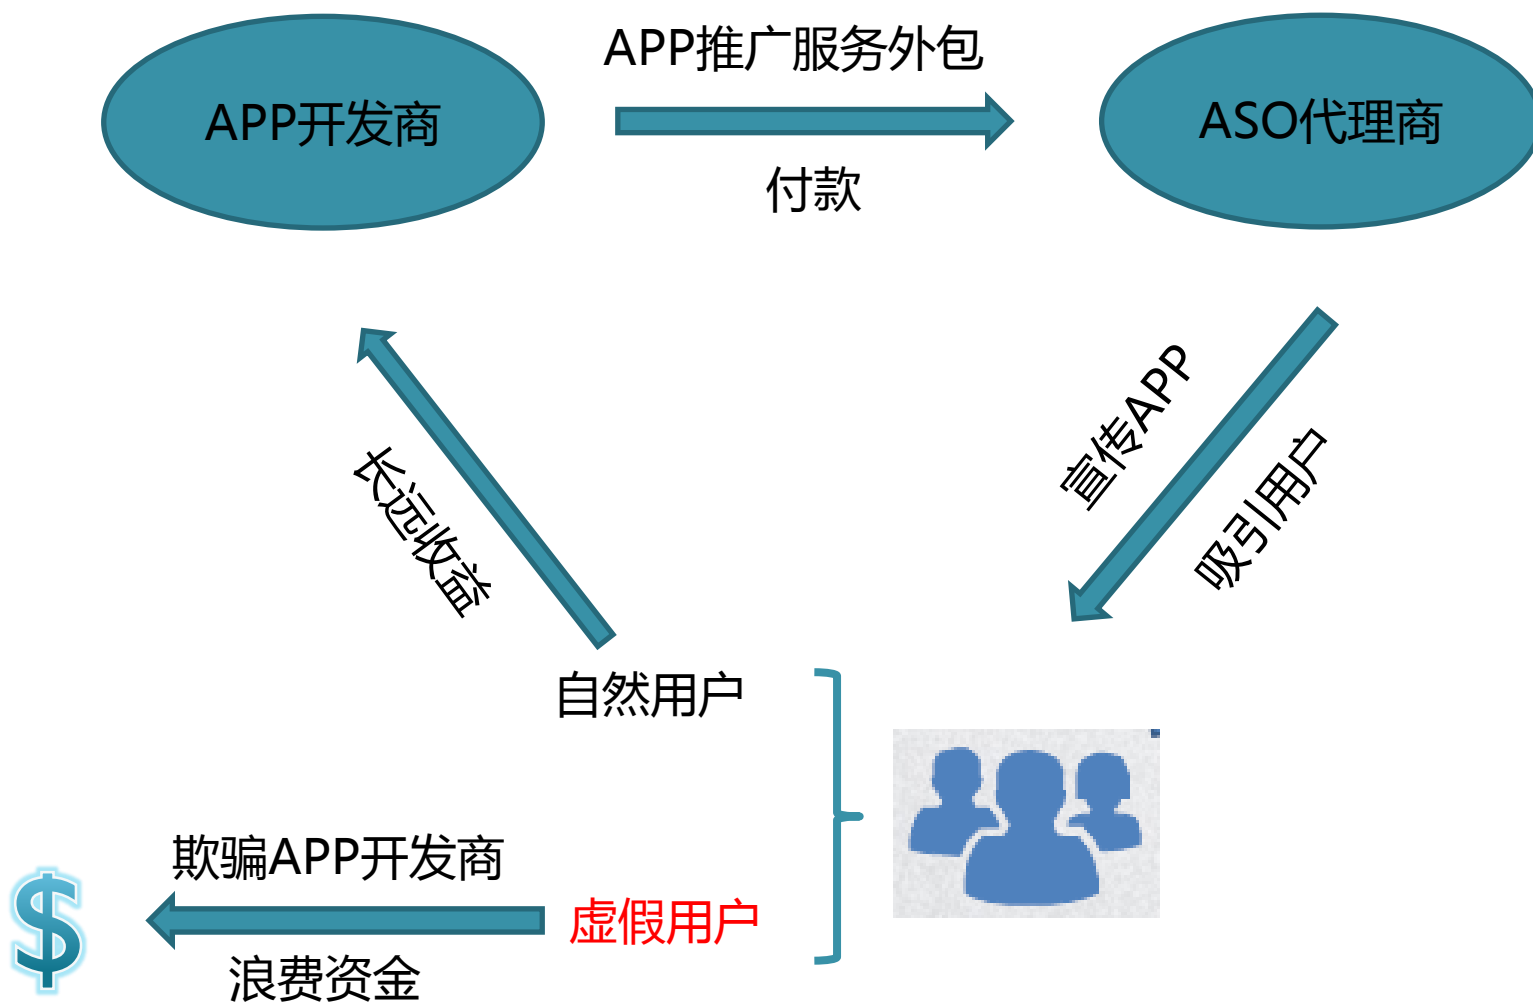 APP推广服务外包
APP开发商
ASO代理商
付款
宣传APP
吸引用户
长远收益
自然用户
欺骗APP开发商
虚假用户
浪费资金
$